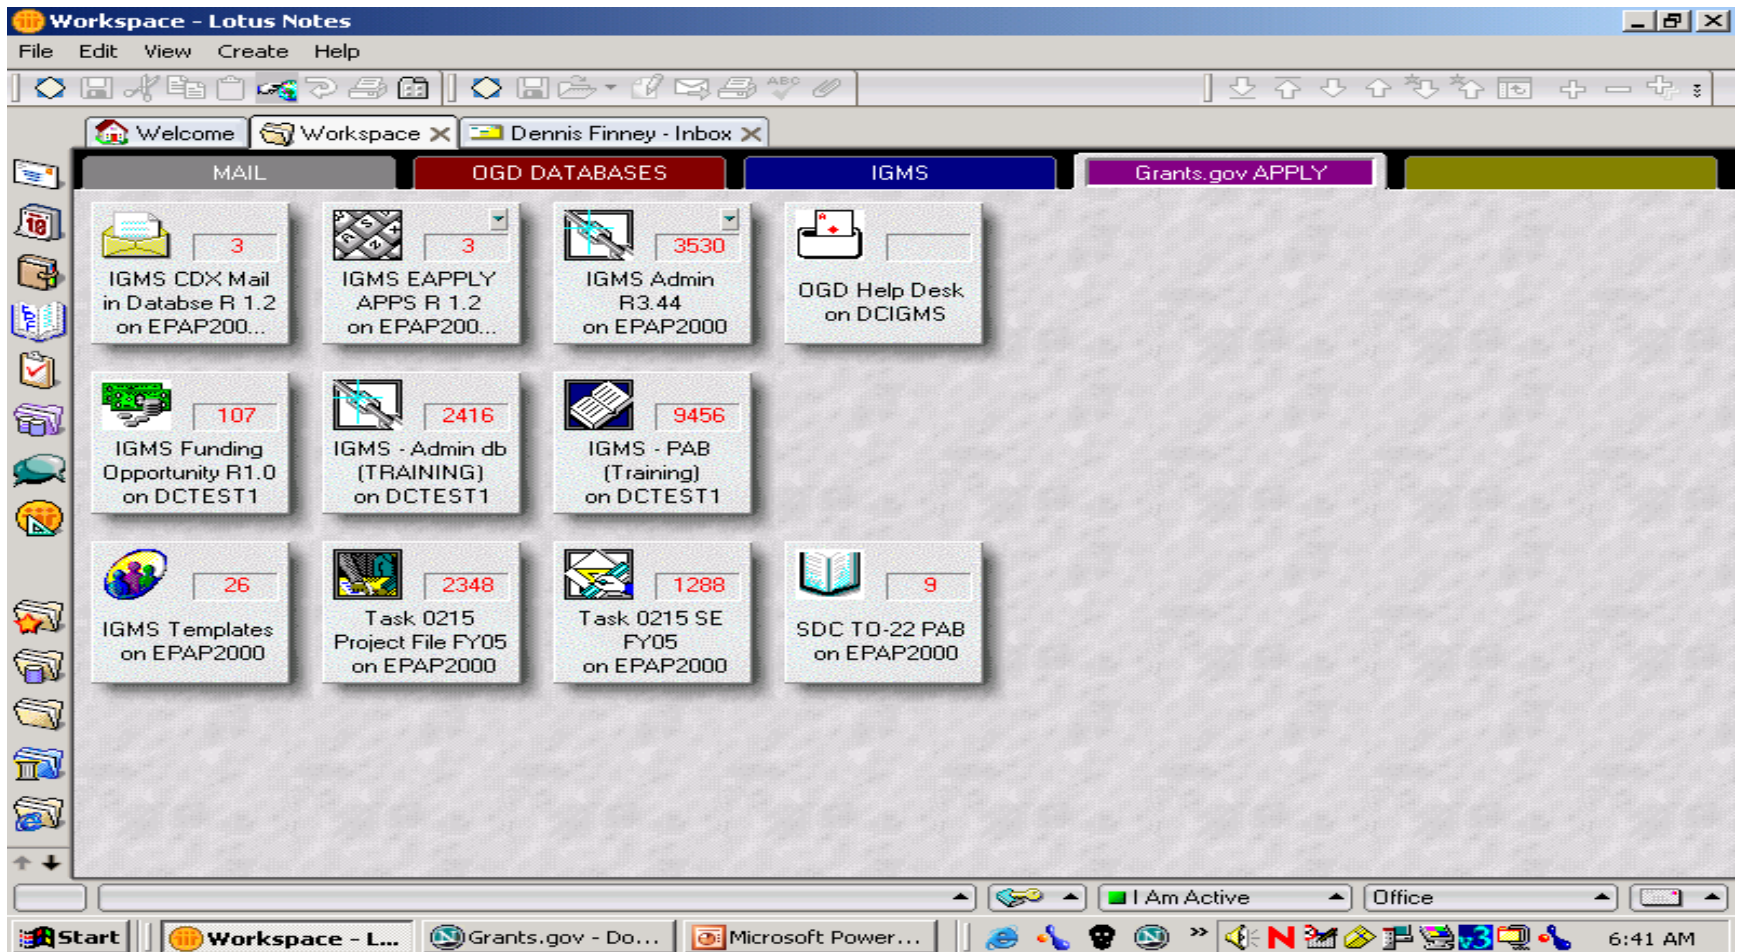 Workspace - Lotus Notes
File Edit View Create Help
Welcome Workspace Dennis Finney - Inbox
MAIL OGD DATABASES IGMS Grants.gov APPLY
3
IGMS CDX Mail
in Databse R 1.2
on EPAP200...
3
IGMS EAPPLY
APPS R 1.2
on EPAP200...
3530
IGMS Admin
R3.44
on EPAP2000
OGD Help Desk
on DCIGMS
107
IGMS Funding
Opportunity R1.0
on DCTEST1
2416
IGMS - Admin db
(TRAINING)
on DCTEST1
9456
IGMS - PAB
(Training)
on DCTEST1
26
IGMS Templates
on EPAP2000
2348
Task 0215
Project File FY05
on EPAP2000
1288
Task 0215 SE
FY05
on EPAP2000
9
SDC TO-22 PAB
on EPAP2000
I Am Active Office
Start Workspace - L... Grants.gov - Do... Microsoft Power... 6:41 AM